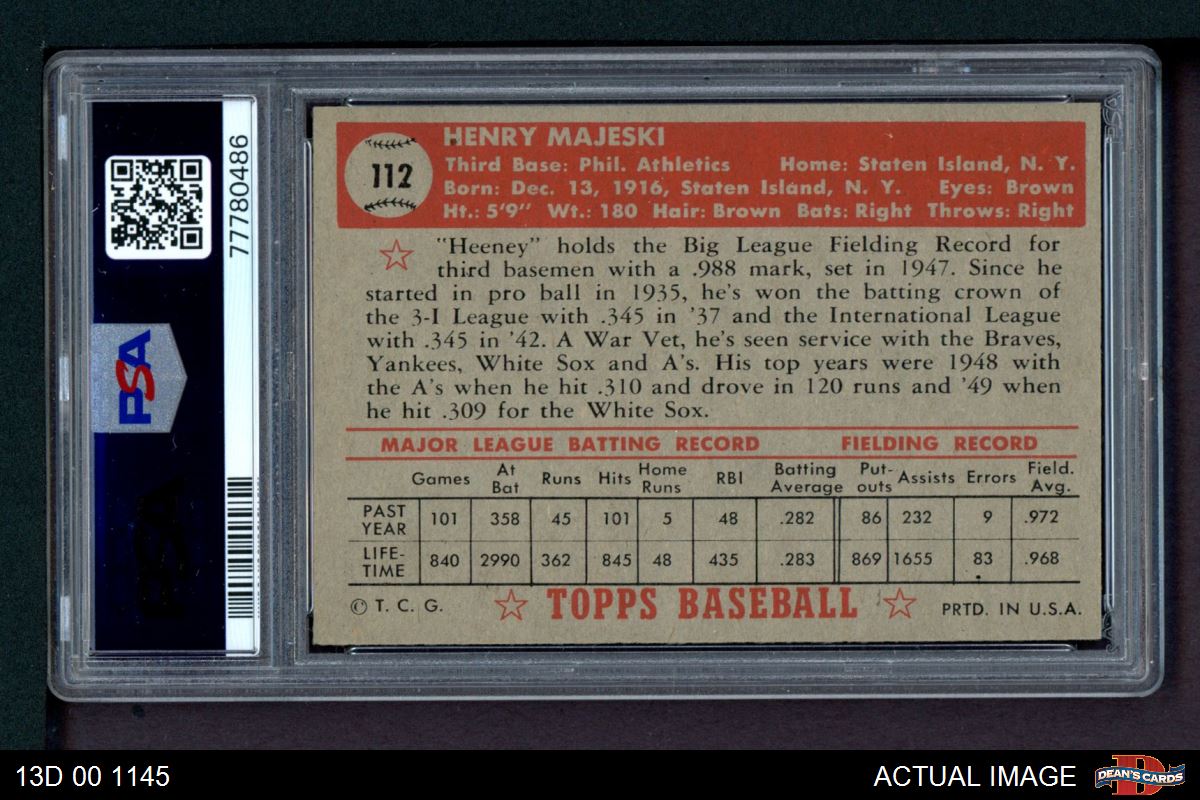 77780486
PSA
112
HENRY MAJESKI
Third Base: Phil. Athletics Home: Staten Island, N. Y.
Born: Dec. 13, 1916, Staten Island, N. Y. Eyes: Brown
Ht.: 5'9" Wt.: 180 Hair: Brown Bats: Right Throws: Right
"Heeney" holds the Big League Fielding Record for
third basemen with a .988 mark, set in 1947. Since he
started in pro ball in 1935, he's won the batting crown of
the 3-I League with .345 in '37 and the International League
with .345 in '42. A War Vet, he's seen service with the Braves,
Yankees, White Sox and A's. His top years were 1948 with
the A's when he hit .310 and drove in 120 runs and '49 when
he hit .309 for the White Sox.
MAJOR LEAGUE BATTING RECORD FIELDING RECORD
Games At Bat Runs Hits Home Runs RBI Batting Average Put-outs Assists Errors Field. Avg.
PAST YEAR 101 358 45 101 5 48 .282 86 232 9 .972
LIFE-TIME 840 2990 362 845 48 435 .283 869 1655 83 .968
© T. C. G. TOPPS BASEBALL PRTD. IN U.S.A.
13D 00 1145
ACTUAL IMAGE
DEAN'S CARDS